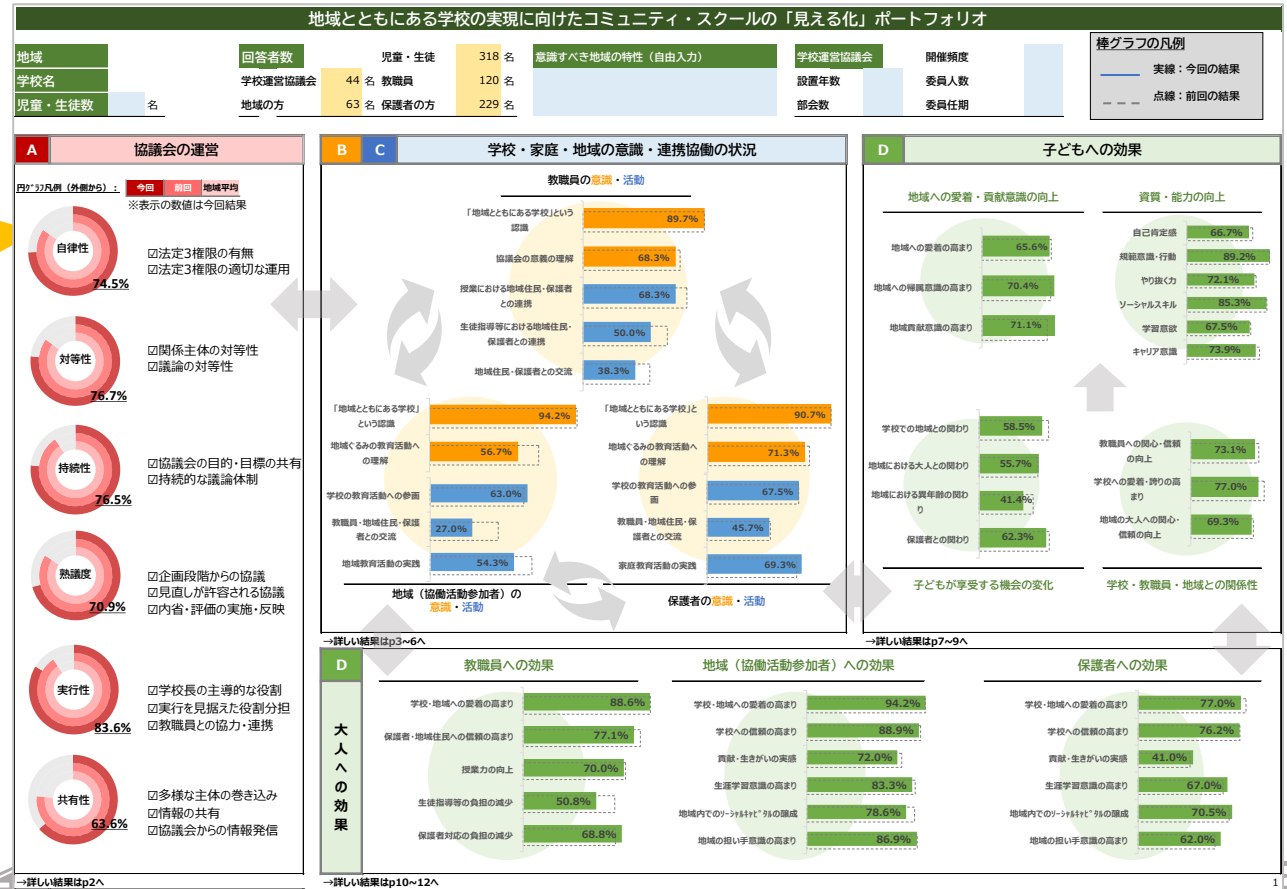 地域とともにある学校の実現に向けたコミュニティ・スクールの「見える化」ポートフォリオ
地域
学校名
児童・生徒数 名
回答者数 児童・生徒 318 名
学校運営協議会 44 名 教職員 120 名
地域の方 63 名 保護者の方 229 名
意識すべき地域の特性（自由入力）
学校運営協議会 開催頻度
設置年数 委員人数
部会数 委員任期
棒グラフの凡例
実線：今回の結果
点線：前回の結果
A 協議会の運営
円ｸﾞﾗﾌ凡例（外側から）： 今回 前回 地域平均
※表示の数値は今回結果
自律性
74.5%
☑法定3権限の有無
☑法定3権限の適切な運用
対等性
76.7%
☑関係主体の対等性
☑議論の対等性
持続性
76.5%
☑協議会の目的・目標の共有
☑持続的な議論体制
熟議度
70.9%
☑企画段階からの協議
☑見直しが許容される協議
☑内省・評価の実施・反映
実行性
83.6%
☑学校長の主導的な役割
☑実行を見据えた役割分担
☑教職員との協力・連携
共有性
63.6%
☑多様な主体の巻き込み
☑情報の共有
☑協議会からの情報発信
→詳しい結果はp2へ
B C 学校・家庭・地域の意識・連携協働の状況
教職員の意識・活動
「地域とともにある学校」という
認識
89.7%
協議会の意義の理解 68.3%
授業における地域住民・保護者
との連携
68.3%
生徒指導等における地域住民・
保護者との連携
50.0%
地域住民・保護者との交流 38.3%
「地域とともにある学校」
という認識
94.2%
地域ぐるみの教育活動へ
の理解
56.7%
学校の教育活動への参画 63.0%
教職員・地域住民・保護
者との交流
27.0%
地域教育活動の実践 54.3%
地域（協働活動参加者）の
意識・活動
「地域とともにある学校」と
いう認識
90.7%
地域ぐるみの教育活動へ
の理解
71.3%
学校の教育活動への参
画
67.5%
教職員・地域住民・保
護者との交流
45.7%
家庭教育活動の実践 69.3%
保護者の意識・活動
→詳しい結果はp3~6へ
D 子どもへの効果
地域への愛着・貢献意識の向上
地域への愛着の高まり 65.6%
地域への帰属意識の高まり 70.4%
地域貢献意識の高まり 71.1%
資質・能力の向上
自己肯定感 66.7%
規範意識・行動 89.2%
やり抜く力 72.1%
ソーシャルスキル 85.3%
学習意欲 67.5%
キャリア意識 73.9%
学校での地域との関わり 58.5%
地域における大人との関わり 55.7%
地域における異年齢の関わ
り
41.4%
保護者との関わり 62.3%
子どもが享受する機会の変化
教職員への関心・信頼
の向上
73.1%
学校への愛着・誇りの高
まり
77.0%
地域の大人への関心・
信頼の向上
69.3%
学校・教職員・地域との関係性
→詳しい結果はp7~9へ
D
大人への効果
教職員への効果
学校・地域への愛着の高まり 88.6%
保護者・地域住民への信頼の高まり 77.1%
授業力の向上 70.0%
生徒指導等の負担の減少 50.8%
保護者対応の負担の減少 68.8%
地域（協働活動参加者）への効果
学校・地域への愛着の高まり 94.2%
学校への信頼の高まり 88.9%
貢献・生きがいの実感 72.0%
生涯学習意識の高まり 83.3%
地域内でのｿｰｼｬﾙｷｬﾋﾟﾀﾙの醸成 78.6%
地域の担い手意識の高まり 86.9%
保護者への効果
学校・地域への愛着の高まり 77.0%
学校への信頼の高まり 76.2%
貢献・生きがいの実感 41.0%
生涯学習意識の高まり 67.0%
地域内でのｿｰｼｬﾙｷｬﾋﾟﾀﾙの醸成 70.5%
地域の担い手意識の高まり 62.0%
→詳しい結果はp10~12へ
1